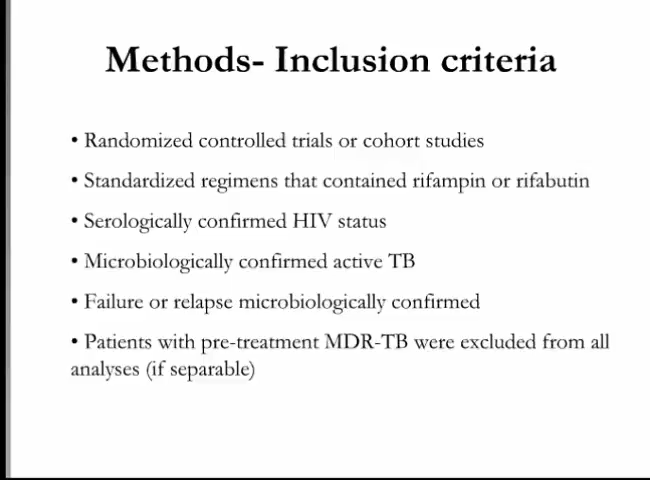 Methods- Inclusion criteria
• Randomized controlled trials or cohort studies
• Standardized regimens that contained rifampin or rifabutin
• Serologically confirmed HIV status
• Microbiologically confirmed active TB
• Failure or relapse microbiologically confirmed
• Patients with pre-treatment MDR-TB were excluded from all
analyses (if separable)